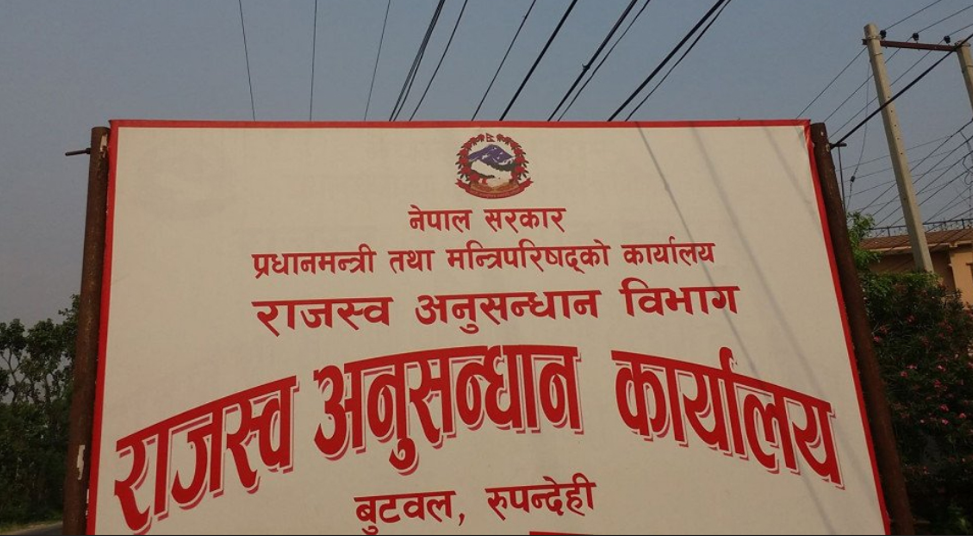 नेपाल सरकार
प्रधानमन्त्री तथा मन्त्रिपरिषद्‌को कार्यालय
राजस्व अनुसन्धान विभाग
राजस्व अनुसन्धान कार्यालय
बुटवल, रुपन्देही